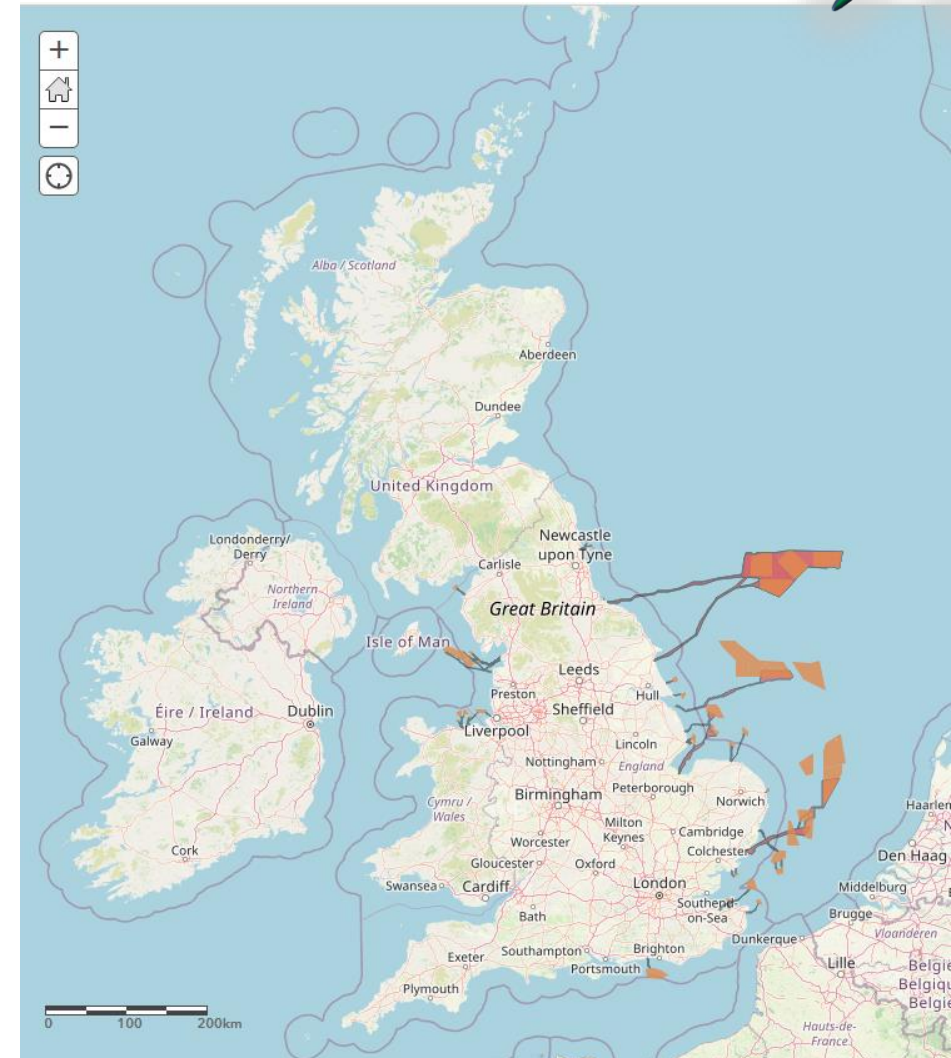 +
−
Alba / Scotland
Aberdeen
Dundee
United Kingdom
Londonderry/
Derry
Newcastle
upon Tyne
Carlisle
Northern
Ireland
Great Britain
Isle of Man
Leeds
Preston
Hull
Éire / Ireland
Dublin
Sheffield
Liverpool
Galway
Lincoln
Nottingham
England
Birmingham
Peterborough
Norwich
Cymru /
Wales
Haarlem
Milton
Keynes
Cambridge
Worcester
Colchester
Den Haag
Cork
Gloucester
Oxford
Swansea
Cardiff
London
Middelburg
Southend-
on-Sea
Bath
Brugge
Vlaanderen
Dunkerque
Exeter
Southampton
Brighton
Portsmouth
Lille
België
Belgiqu
Belgie
Plymouth
0 100 200km
Hauts-de-
France